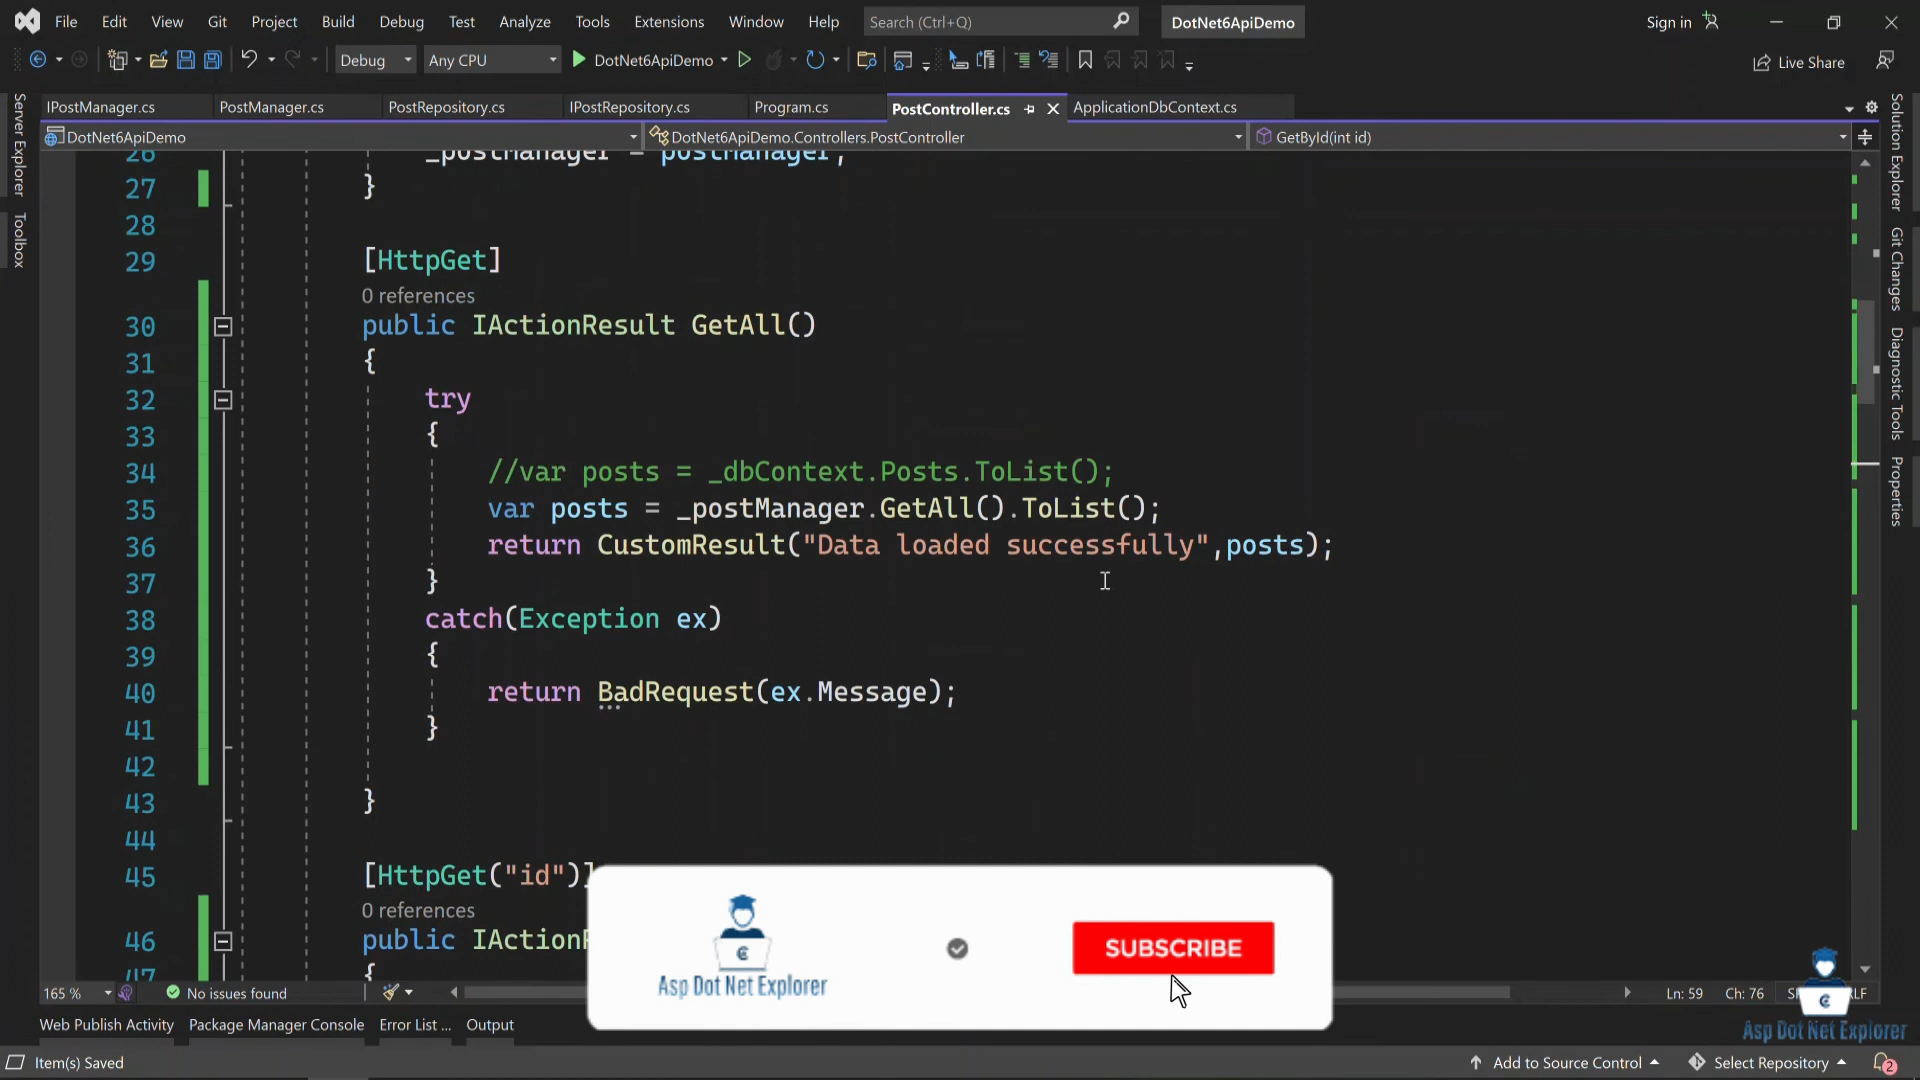 File Edit View Git Project Build Debug Test Analyze Tools Extensions Window Help Search (Ctrl+Q) DotNet6ApiDemo Sign in
Debug Any CPU DotNet6ApiDemo Live Share
IPostManager.cs PostManager.cs PostRepository.cs IPostRepository.cs Program.cs PostController.cs ApplicationDbContext.cs
DotNet6ApiDemo DotNet6ApiDemo.Controllers.PostController GetById(int id)
Server Explorer
Toolbox
Solution Explorer
Git Changes
Diagnostic Tools
Properties
26 _postManager = postManager;
27 }
28
29 [HttpGet]
0 references
30 public IActionResult GetAll()
31 {
32 try
33 {
34 //var posts = _dbContext.Posts.ToList();
35 var posts = _postManager.GetAll().ToList();
36 return CustomResult("Data loaded successfully",posts);
37 }
38 catch(Exception ex)
39 {
40 return BadRequest(ex.Message);
41 }
42
43 }
44
45 [HttpGet("id")]
0 references
46 public IAction
47 {
Asp Dot Net Explorer
SUBSCRIBE
165 % No issues found Ln: 59 Ch: 76
Asp Dot Net Explorer
Web Publish Activity Package Manager Console Error List ... Output
Item(s) Saved Add to Source Control Select Repository 2